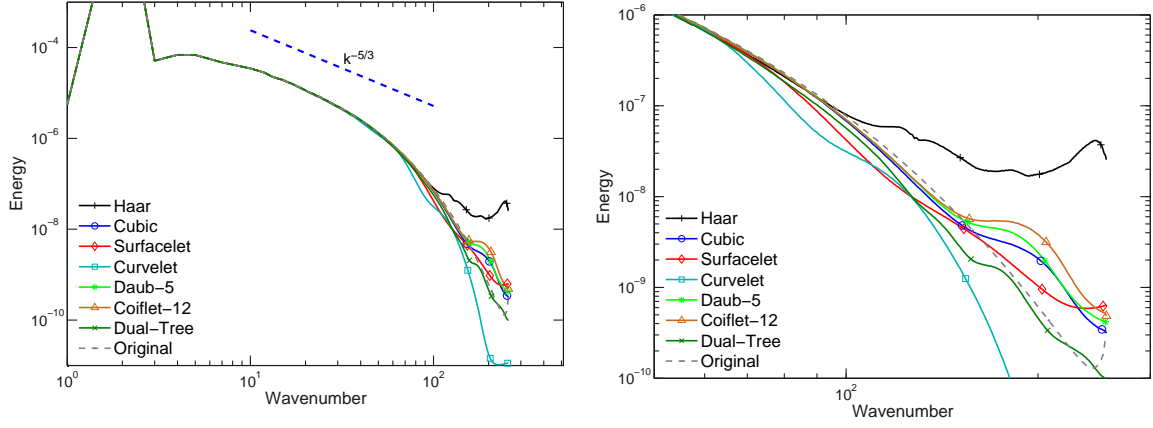 10^-4
k^-5/3
10^-6
Energy
10^-8
10^-10
Haar
Cubic
Surfacelet
Curvelet
Daub-5
Coiflet-12
Dual-Tree
Original
10^0
10^1
10^2
Wavenumber
10^-6
10^-7
Energy
10^-8
10^-9
10^-10
Haar
Cubic
Surfacelet
Curvelet
Daub-5
Coiflet-12
Dual-Tree
Original
10^2
Wavenumber